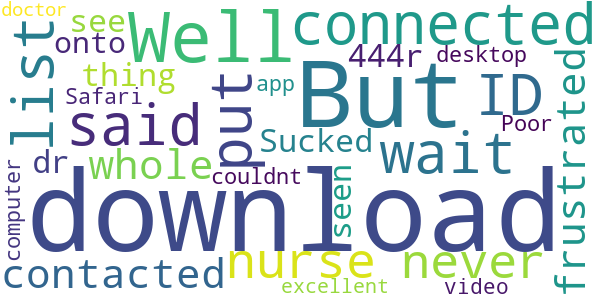 doctor
see
Well
connected
onto
444r
desktop
list
thing
put
app
But
ID
Safari
said
Poor
Sucked
wait
frustrated
dr
whole
couldnt
seen
computer
download
contacted
nurse
never
excellent
video